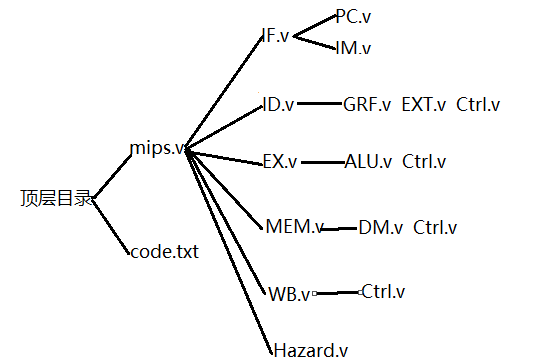 PC.v
IF.v
IM.v
ID.v GRF.v EXT.v Ctrl.v
mips.v
EX.v ALU.v Ctrl.v
顶层目录
MEM.v DM.v Ctrl.v
code.txt
WB.v Ctrl.v
Hazard.v